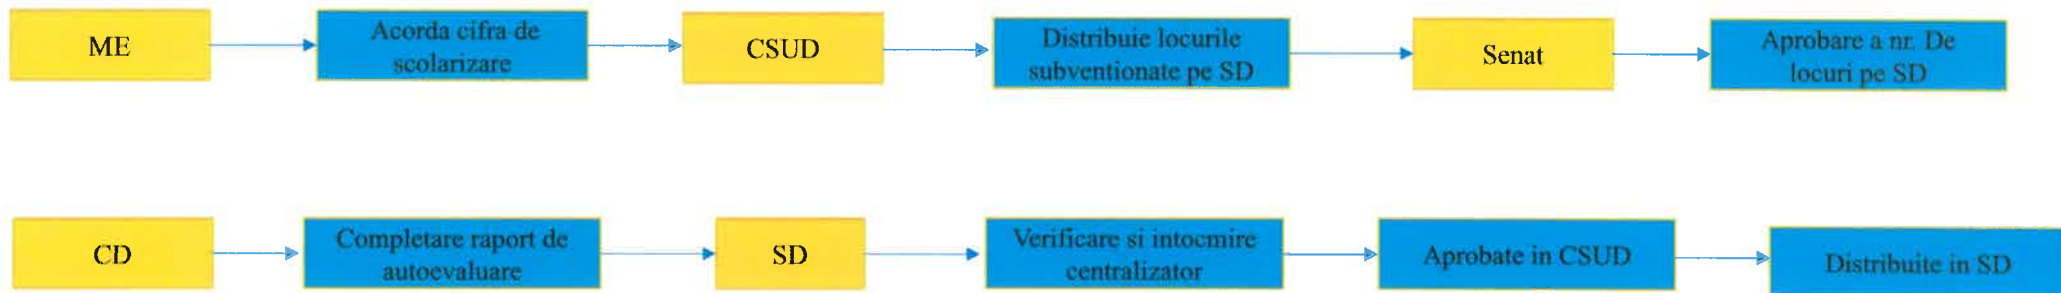 ME
Acorda cifra de
scolarizare
CSUD
Distribuie locurile
subventionate pe SD
Senat
Aprobare a nr. De
locuri pe SD
CD
Completare raport de
autoevaluare
SD
Verificare si intocmire
centralizator
Aprobate in CSUD
Distribuite in SD